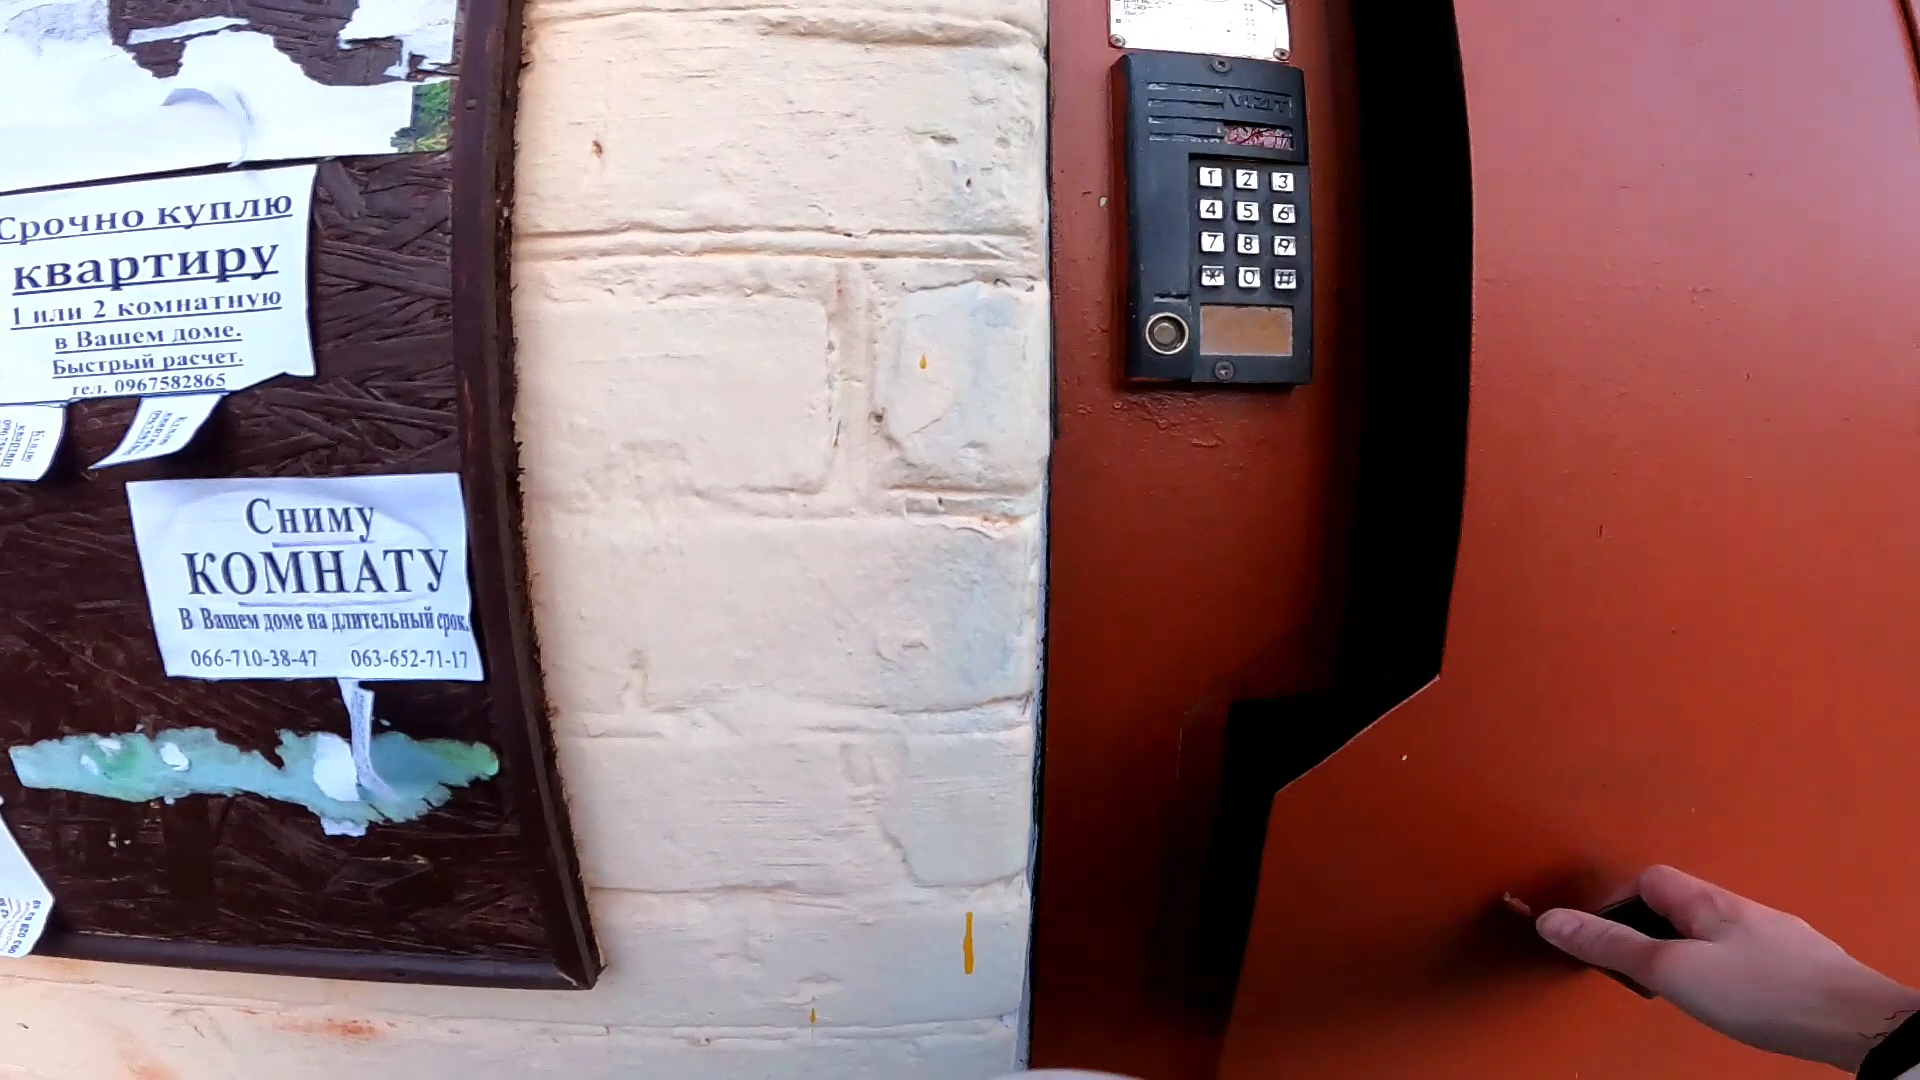 Срочно куплю
квартиру
1 или 2 комнатную
в Вашем доме.
Быстрый расчет.
тел. 0967582865
Сниму
КОМНАТУ
В Вашем доме на длительный срок.
066-710-38-47 063-652-71-17
VIZIT
1 2 3
4 5 6
7 8 9
* 0 #